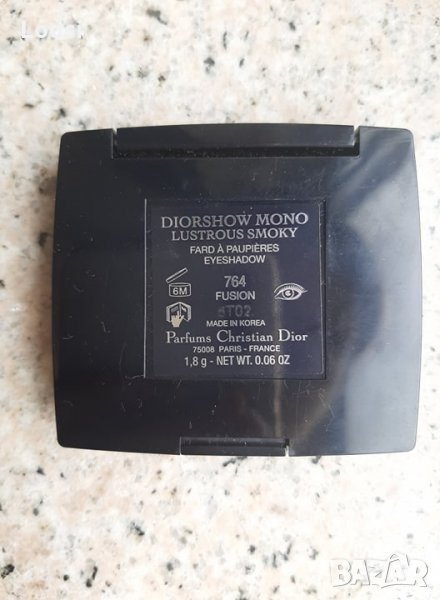 DIORSHOW MONO
LUSTROUS SMOKY
FARD À PAUPIÈRES
EYESHADOW
764
6M
FUSION
MADE IN KOREA
Parfums Christian Dior
75008 PARIS - FRANCE
1,8 g - NET WT. 0.06 OZ
BAZAR